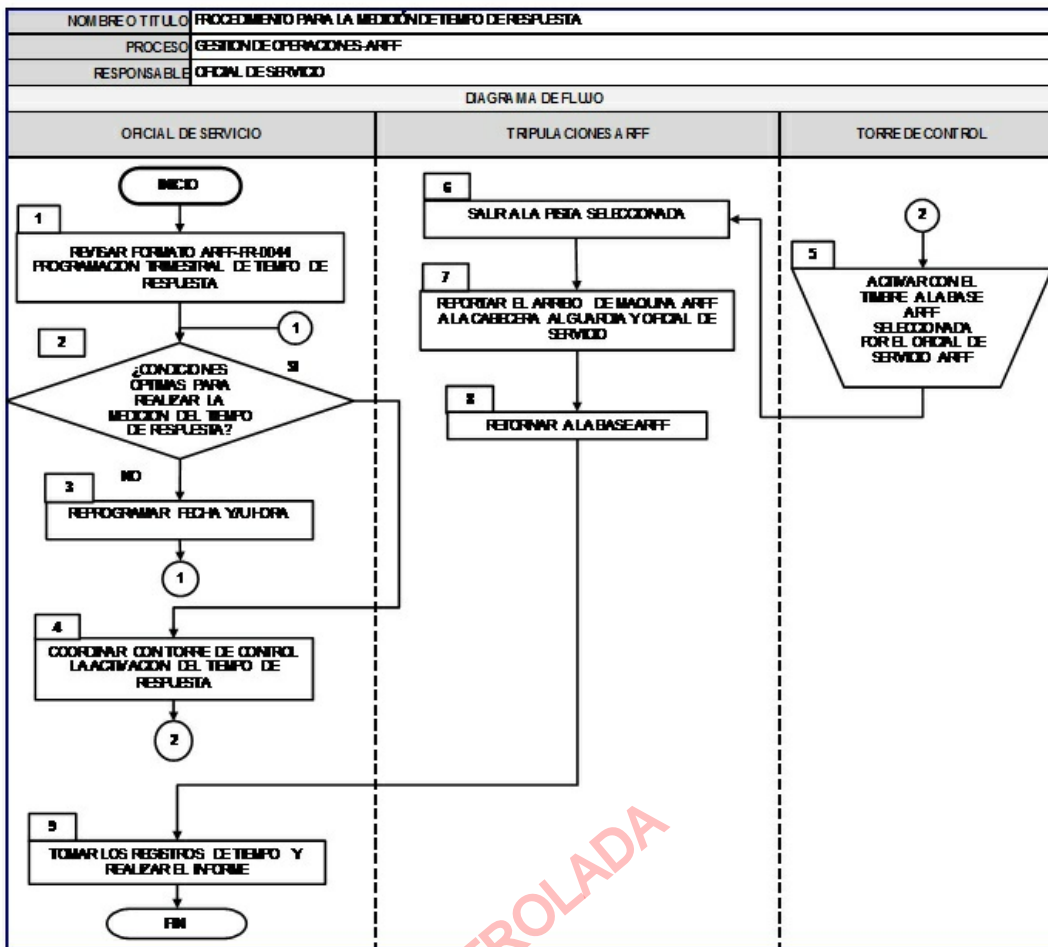 NOMBRE O TITULO PROCEDIMIENTO PARA LA MEDICIÓN DE TIEMPO DE RESPUESTA
PROCESO GESTION DE OPERACIONES-ARFF
RESPONSABLE OFICIAL DE SERVICIO
DIAGRAMA DE FLUJO
OFICIAL DE SERVICIO
TRIPULACIONES ARFF
TORRE DE CONTROL
INICIO
1
REVISAR FORMATO ARFF-FR-0044
PROGRAMACION TRIMESTRAL DE TIEMPO DE
RESPUESTA
1
2
¿CONDICIONES
OPTIMAS PARA
REALIZAR LA
MEDICION DEL TIEMPO
DE RESPUESTA?
SI
NO
3
REPROGRAMAR FECHA Y/U HORA
1
4
COORDINAR CON TORRE DE CONTROL
LA ACTIVACION DEL TIEMPO DE
RESPUESTA
2
9
TOMAR LOS REGISTROS DE TIEMPO Y
REALIZAR EL INFORME
FIN
6
SALIR A LA PISTA SELECCIONADA
7
REPORTAR EL ARRIBO DE MAQUINA ARFF
A LA CABECERA AL GUARDIA Y OFICIAL DE
SERVICIO
8
RETORNAR A LA BASE ARFF
2
5
ACTIVAR CON EL
TIMBRE A LA BASE
ARFF
SELECCIONADA
POR EL OFICIAL DE
SERVICIO ARFF
TROLADA